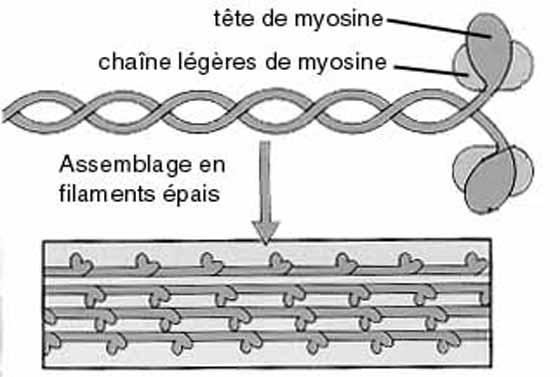 tête de myosine
chaîne légères de myosine
Assemblage en
filaments épais